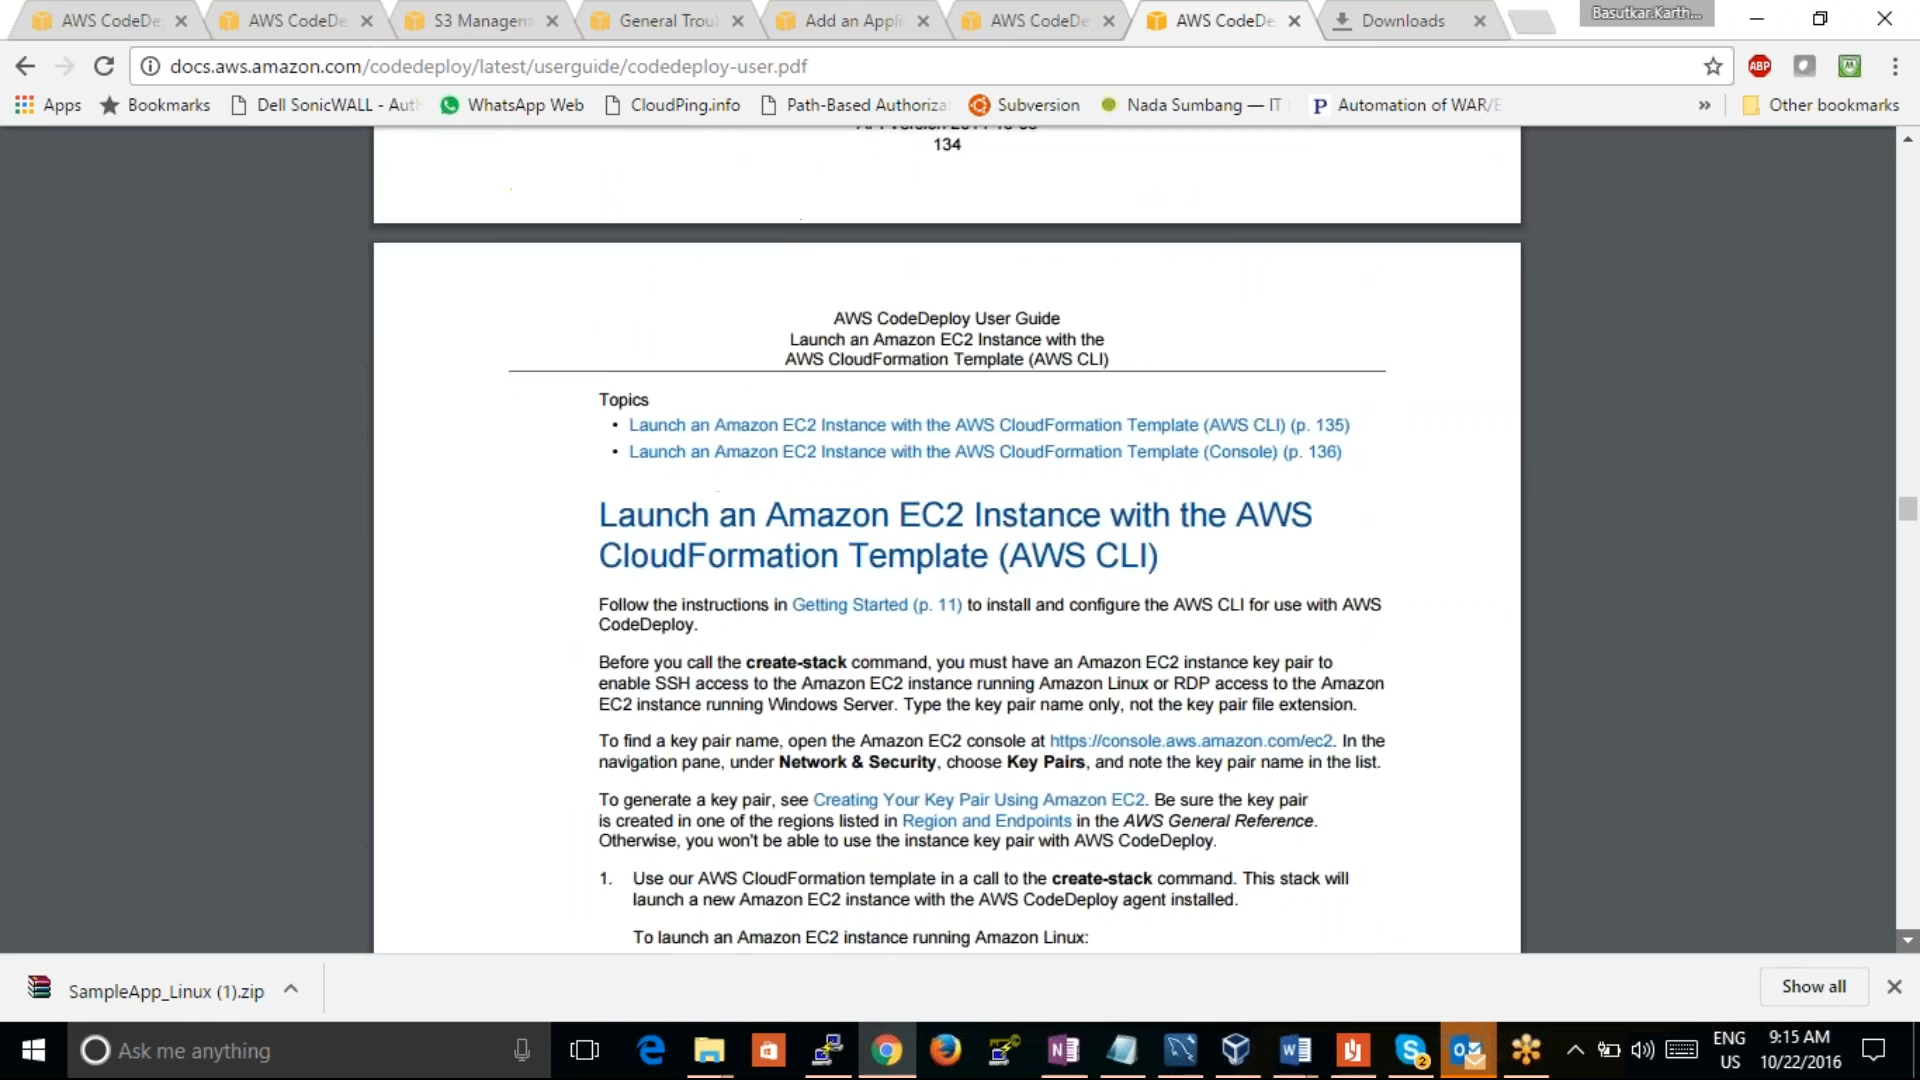 AWS CodeDe
AWS CodeDe
S3 Managem
General Trou
Add an Appli
AWS CodeDe
AWS CodeDe
Downloads
Basutkar.Karth...
docs.aws.amazon.com/codedeploy/latest/userguide/codedeploy-user.pdf
ABP
Apps
Bookmarks
Dell SonicWALL - Aut
WhatsApp Web
CloudPing.info
Path-Based Authoriza
Subversion
Nada Sumbang — IT
Automation of WAR/E
»
Other bookmarks
134
AWS CodeDeploy User Guide
Launch an Amazon EC2 Instance with the
AWS CloudFormation Template (AWS CLI)
Topics
• Launch an Amazon EC2 Instance with the AWS CloudFormation Template (AWS CLI) (p. 135)
• Launch an Amazon EC2 Instance with the AWS CloudFormation Template (Console) (p. 136)
Launch an Amazon EC2 Instance with the AWS
CloudFormation Template (AWS CLI)
Follow the instructions in Getting Started (p. 11) to install and configure the AWS CLI for use with AWS
CodeDeploy.
Before you call the create-stack command, you must have an Amazon EC2 instance key pair to
enable SSH access to the Amazon EC2 instance running Amazon Linux or RDP access to the Amazon
EC2 instance running Windows Server. Type the key pair name only, not the key pair file extension.
To find a key pair name, open the Amazon EC2 console at https://console.aws.amazon.com/ec2. In the
navigation pane, under Network & Security, choose Key Pairs, and note the key pair name in the list.
To generate a key pair, see Creating Your Key Pair Using Amazon EC2. Be sure the key pair
is created in one of the regions listed in Region and Endpoints in the AWS General Reference.
Otherwise, you won't be able to use the instance key pair with AWS CodeDeploy.
1. Use our AWS CloudFormation template in a call to the create-stack command. This stack will
launch a new Amazon EC2 instance with the AWS CodeDeploy agent installed.
To launch an Amazon EC2 instance running Amazon Linux:
SampleApp_Linux (1).zip
Show all
Ask me anything
2
ENG
US
9:15 AM
10/22/2016